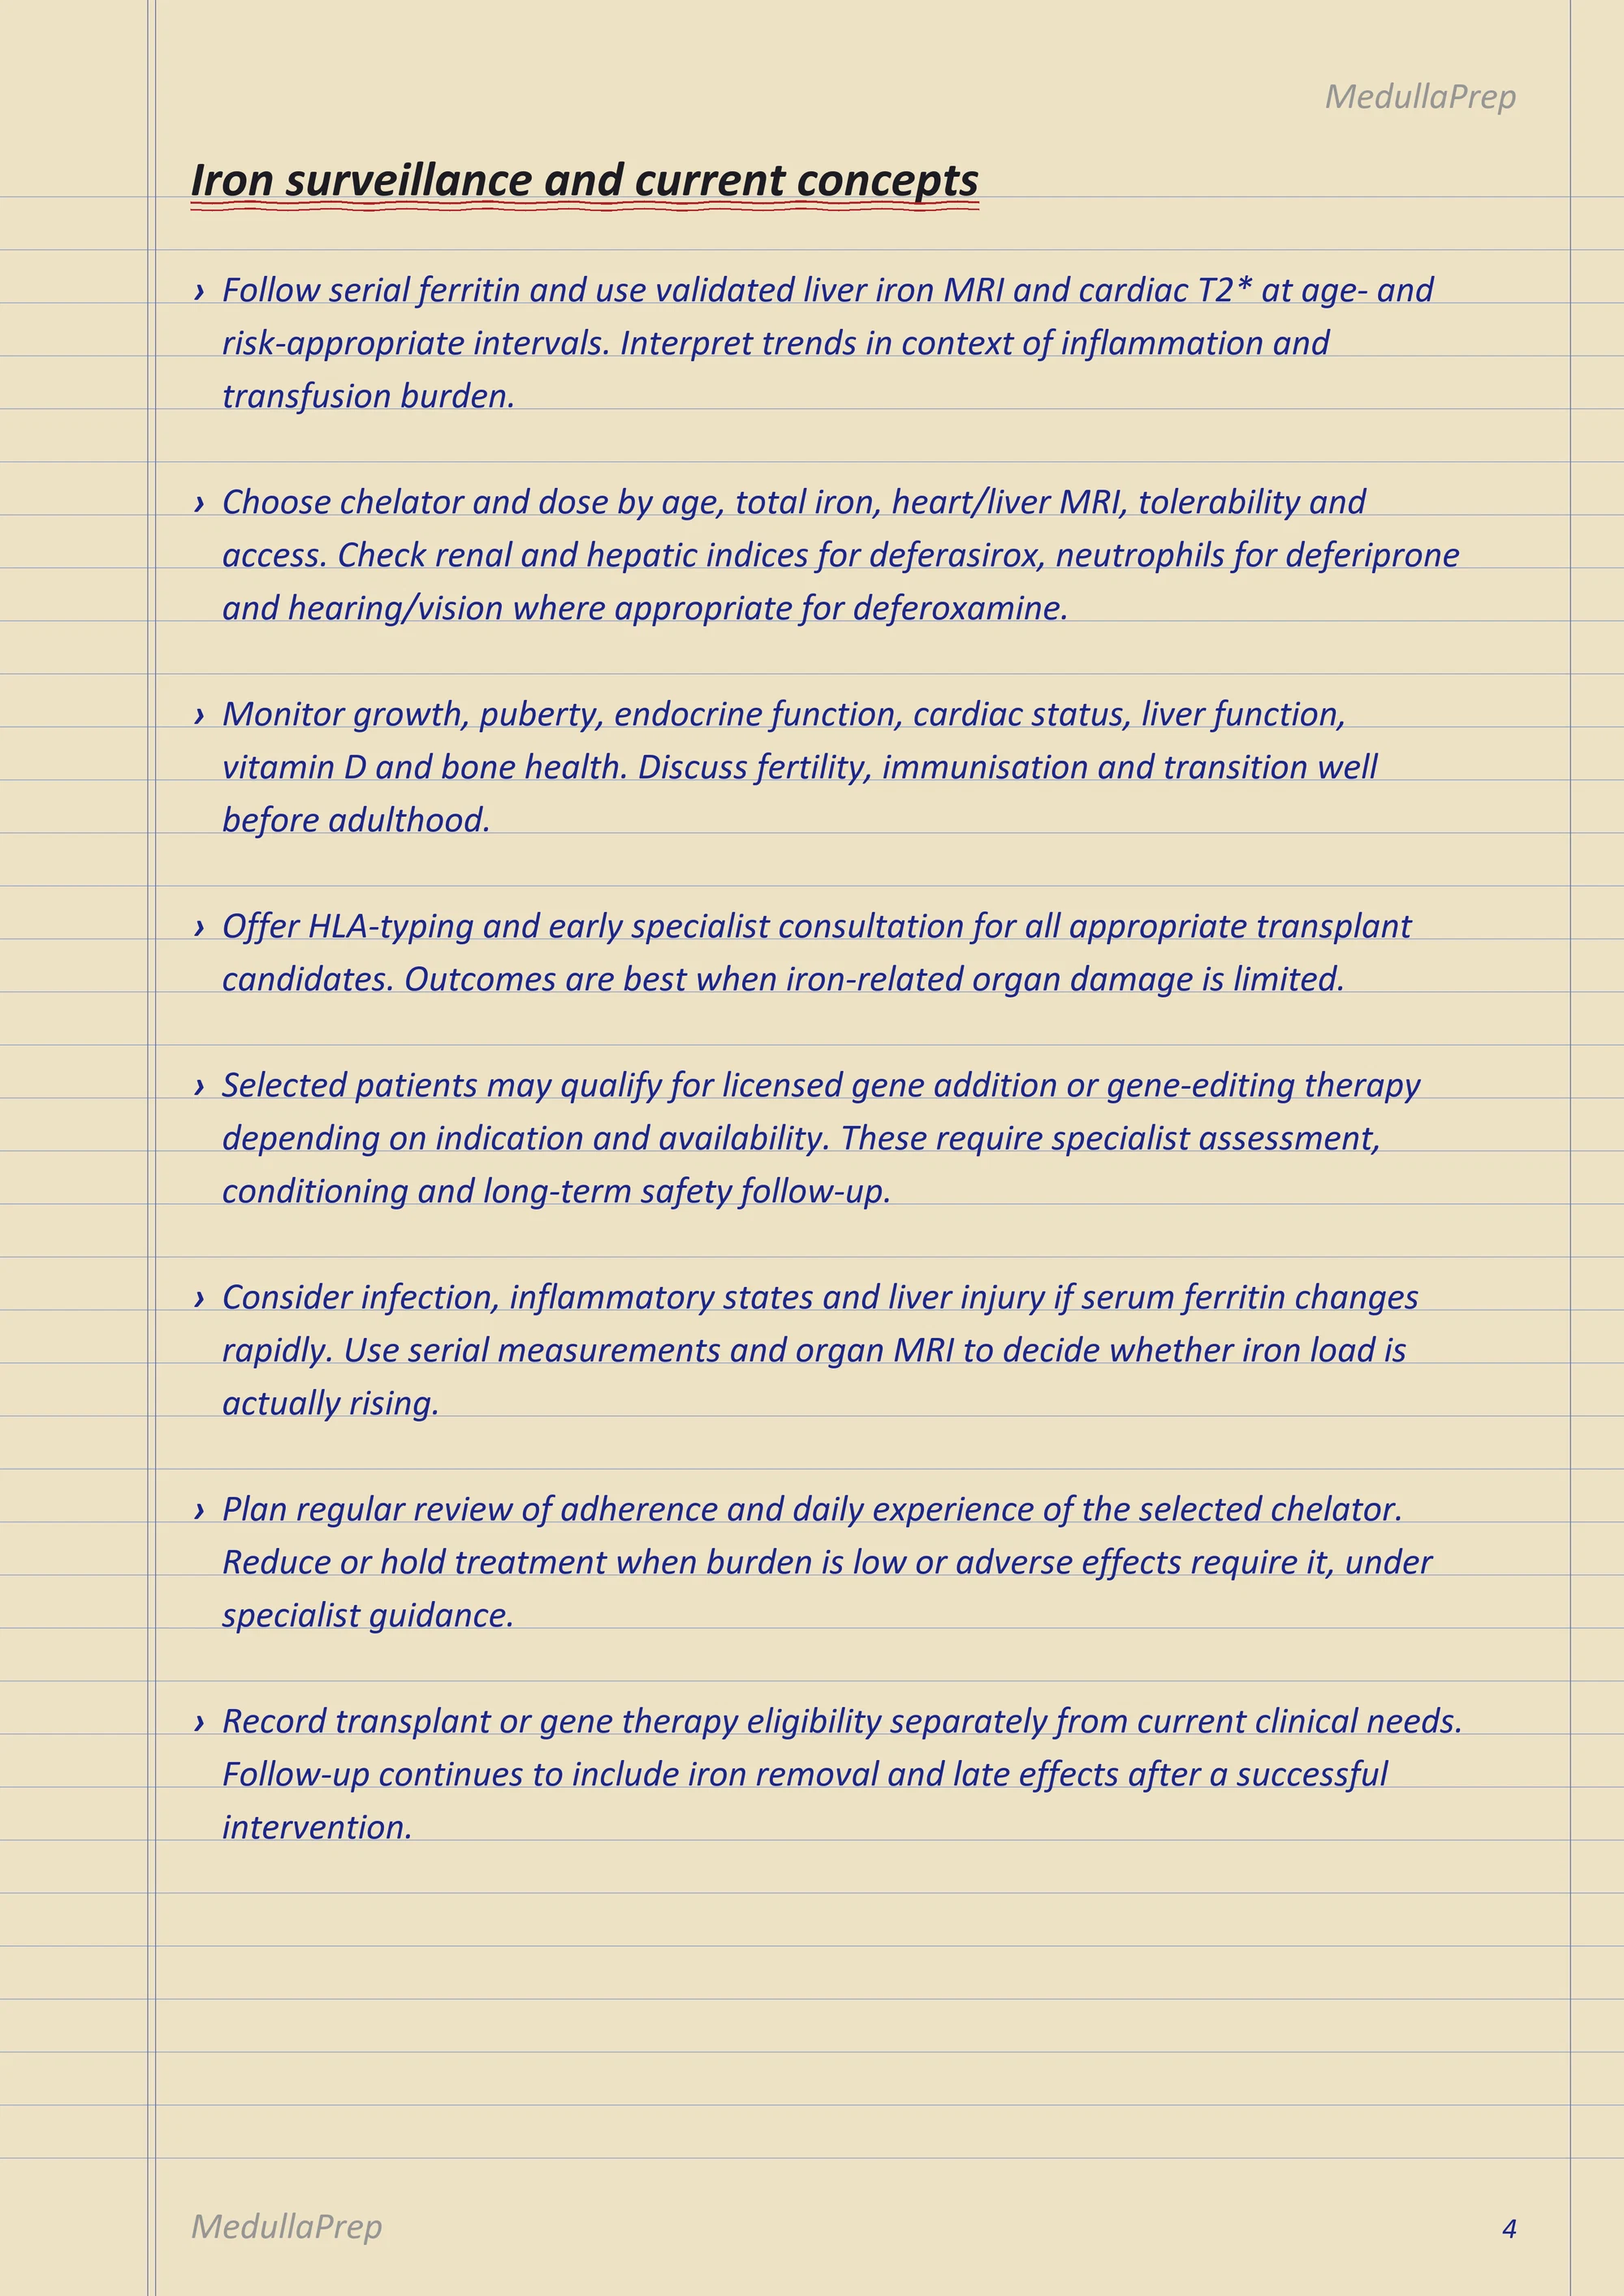 MedullaPrep
Iron surveillance and current concepts
› Follow serial ferritin and use validated liver iron MRI and cardiac T2* at age- and
risk-appropriate intervals. Interpret trends in context of inflammation and
transfusion burden.
› Choose chelator and dose by age, total iron, heart/liver MRI, tolerability and
access. Check renal and hepatic indices for deferasirox, neutrophils for deferiprone
and hearing/vision where appropriate for deferoxamine.
› Monitor growth, puberty, endocrine function, cardiac status, liver function,
vitamin D and bone health. Discuss fertility, immunisation and transition well
before adulthood.
› Offer HLA-typing and early specialist consultation for all appropriate transplant
candidates. Outcomes are best when iron-related organ damage is limited.
› Selected patients may qualify for licensed gene addition or gene-editing therapy
depending on indication and availability. These require specialist assessment,
conditioning and long-term safety follow-up.
› Consider infection, inflammatory states and liver injury if serum ferritin changes
rapidly. Use serial measurements and organ MRI to decide whether iron load is
actually rising.
› Plan regular review of adherence and daily experience of the selected chelator.
Reduce or hold treatment when burden is low or adverse effects require it, under
specialist guidance.
› Record transplant or gene therapy eligibility separately from current clinical needs.
Follow-up continues to include iron removal and late effects after a successful
intervention.
MedullaPrep
4